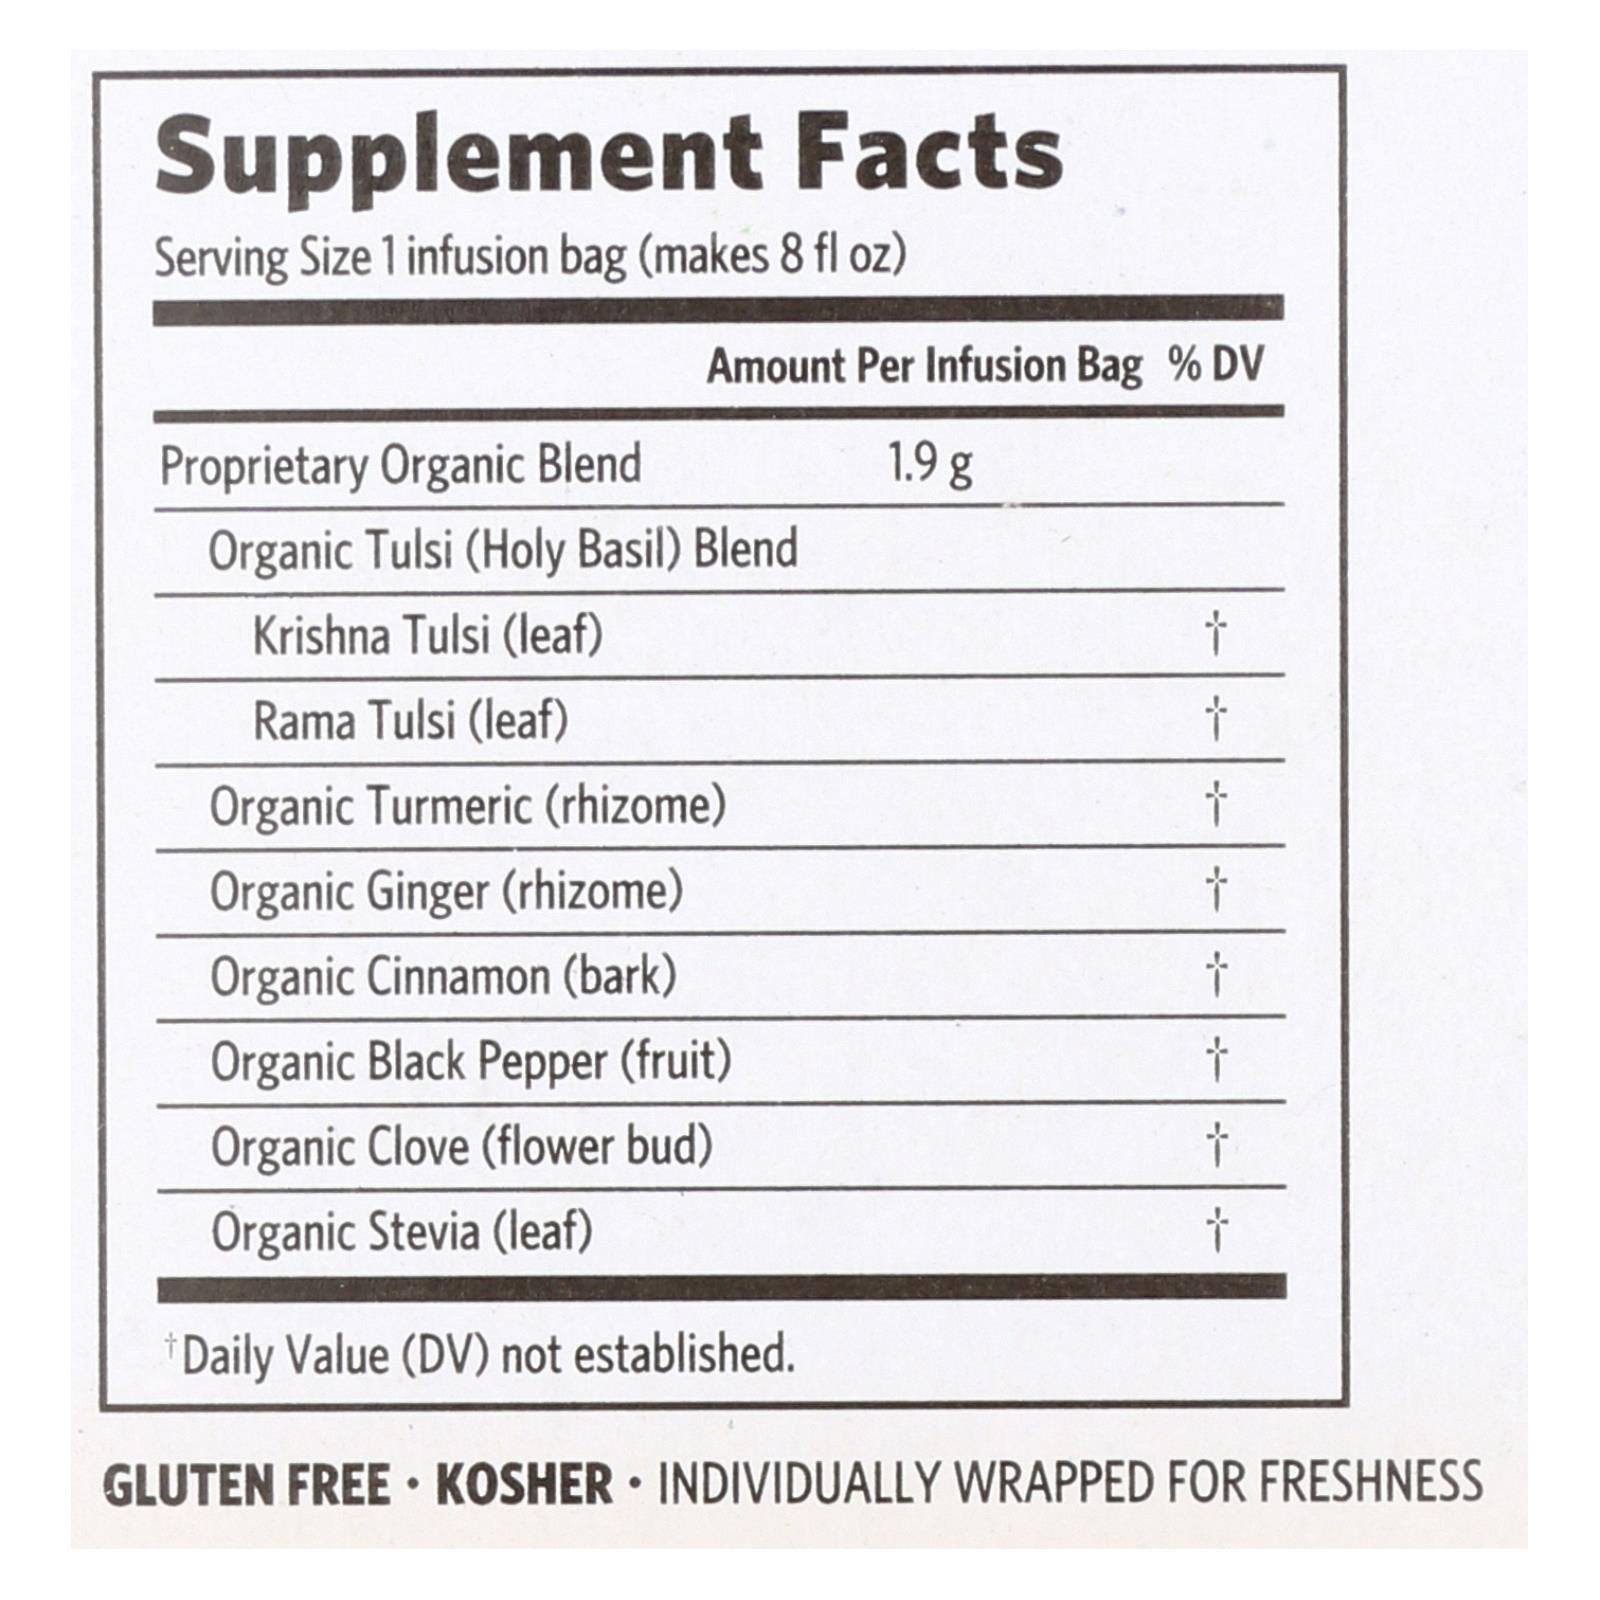 Supplement Facts
Serving Size 1 infusion bag (makes 8 fl oz)
Amount Per Infusion Bag % DV
Proprietary Organic Blend 1.9 g
Organic Tulsi (Holy Basil) Blend
Krishna Tulsi (leaf) †
Rama Tulsi (leaf) †
Organic Turmeric (rhizome) †
Organic Ginger (rhizome) †
Organic Cinnamon (bark) †
Organic Black Pepper (fruit) †
Organic Clove (flower bud) †
Organic Stevia (leaf) †
†Daily Value (DV) not established.
GLUTEN FREE • KOSHER • INDIVIDUALLY WRAPPED FOR FRESHNESS